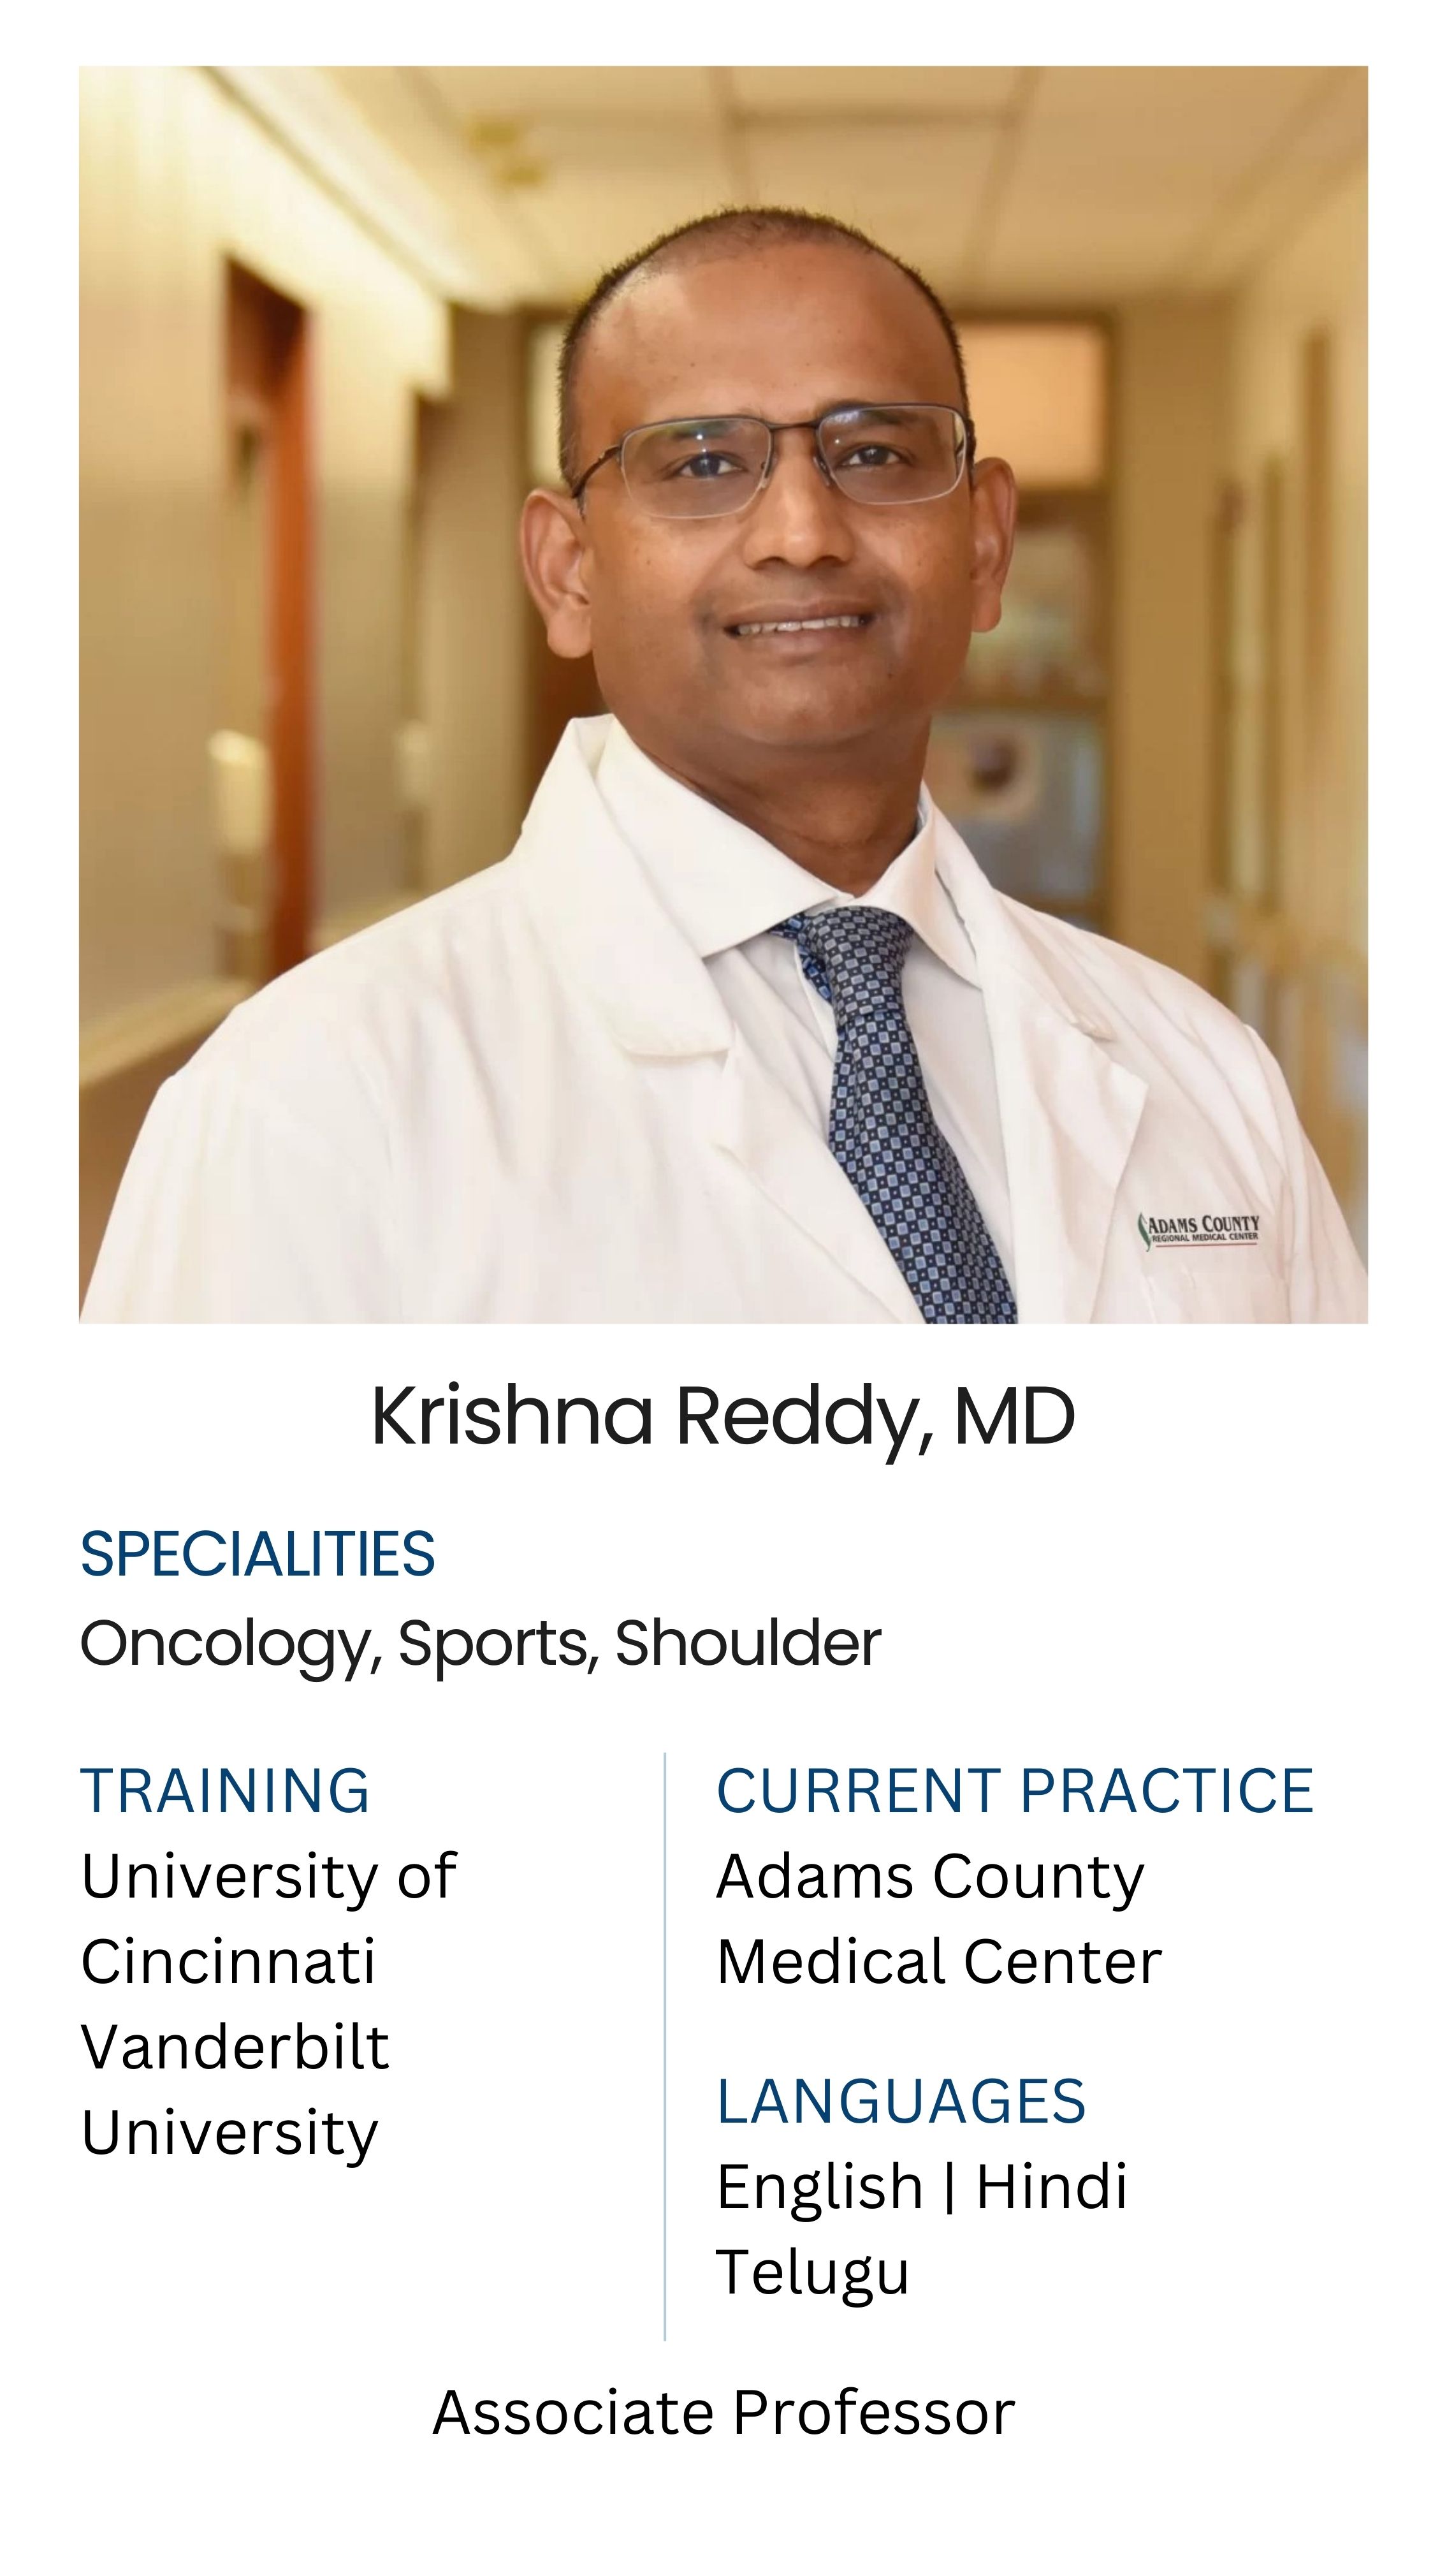 ADAMS COUNTY
REGIONAL MEDICAL CENTER
Krishna Reddy, MD
SPECIALITIES
Oncology, Sports, Shoulder
TRAINING
University of
Cincinnati
Vanderbilt
University
CURRENT PRACTICE
Adams County
Medical Center
LANGUAGES
English | Hindi
Telugu
Associate Professor